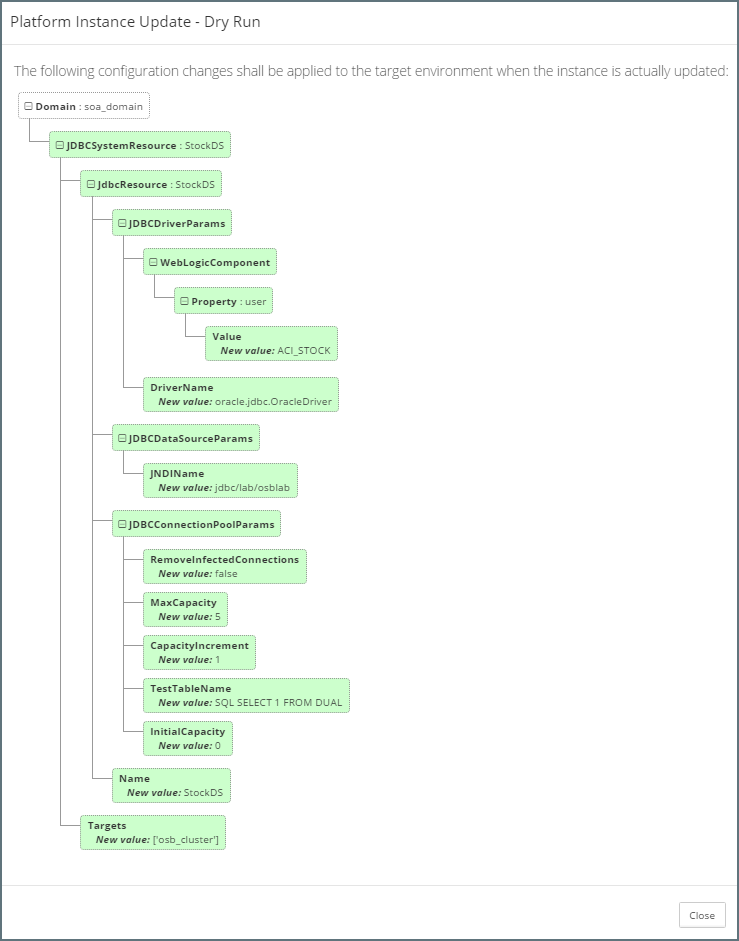 Platform Instance Update - Dry Run
The following configuration changes shall be applied to the target environment when the instance is actually updated:
Domain : soa_domain
JDBCSystemResource : StockDS
JdbcResource : StockDS
JDBCDriverParams
WebLogicComponent
Property : user
Value
New value: ACI_STOCK
DriverName
New value: oracle.jdbc.OracleDriver
JDBCDataSourceParams
JNDIName
New value: jdbc/lab/osblab
JDBCConnectionPoolParams
RemoveInfectedConnections
New value: false
MaxCapacity
New value: 5
CapacityIncrement
New value: 1
TestTableName
New value: SQL SELECT 1 FROM DUAL
InitialCapacity
New value: 0
Name
New value: StockDS
Targets
New value: ['osb_cluster']
Close